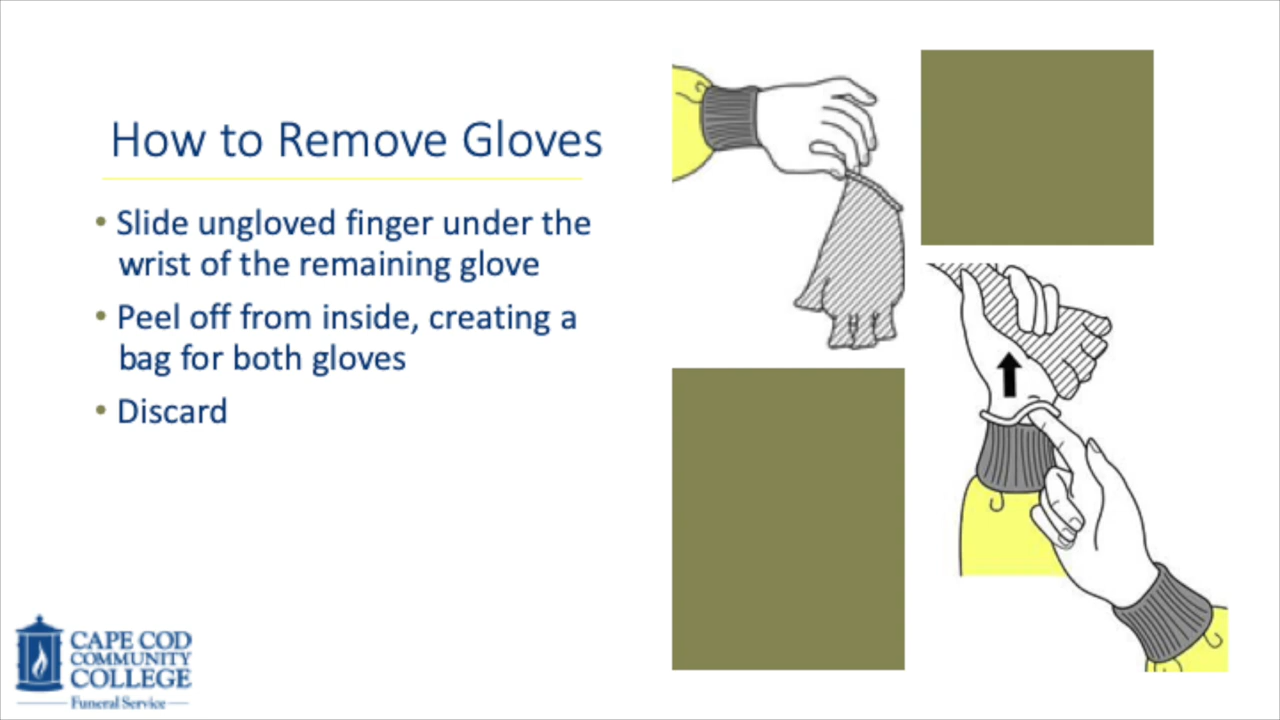 How to Remove Gloves
• Slide ungloved finger under the
wrist of the remaining glove
• Peel off from inside, creating a
bag for both gloves
• Discard
CAPE COD
COMMUNITY
COLLEGE
Funeral Service